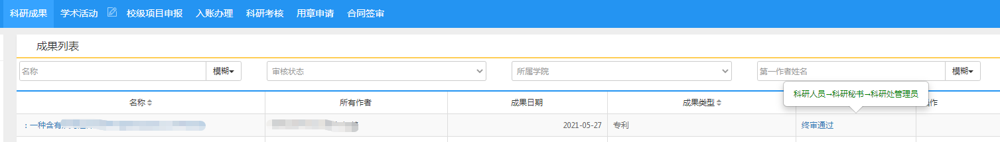 科研成果 学术活动 校级项目申报 入账办理 科研考核 用章申请 合同签审
成果列表
名称 模糊 审核状态 所属学院 第一作者姓名 模糊
科研人员→科研秘书→科研处管理员
名称 所有作者 成果日期 成果类型 作
: 一种含有 2021-05-27 专利 终审通过